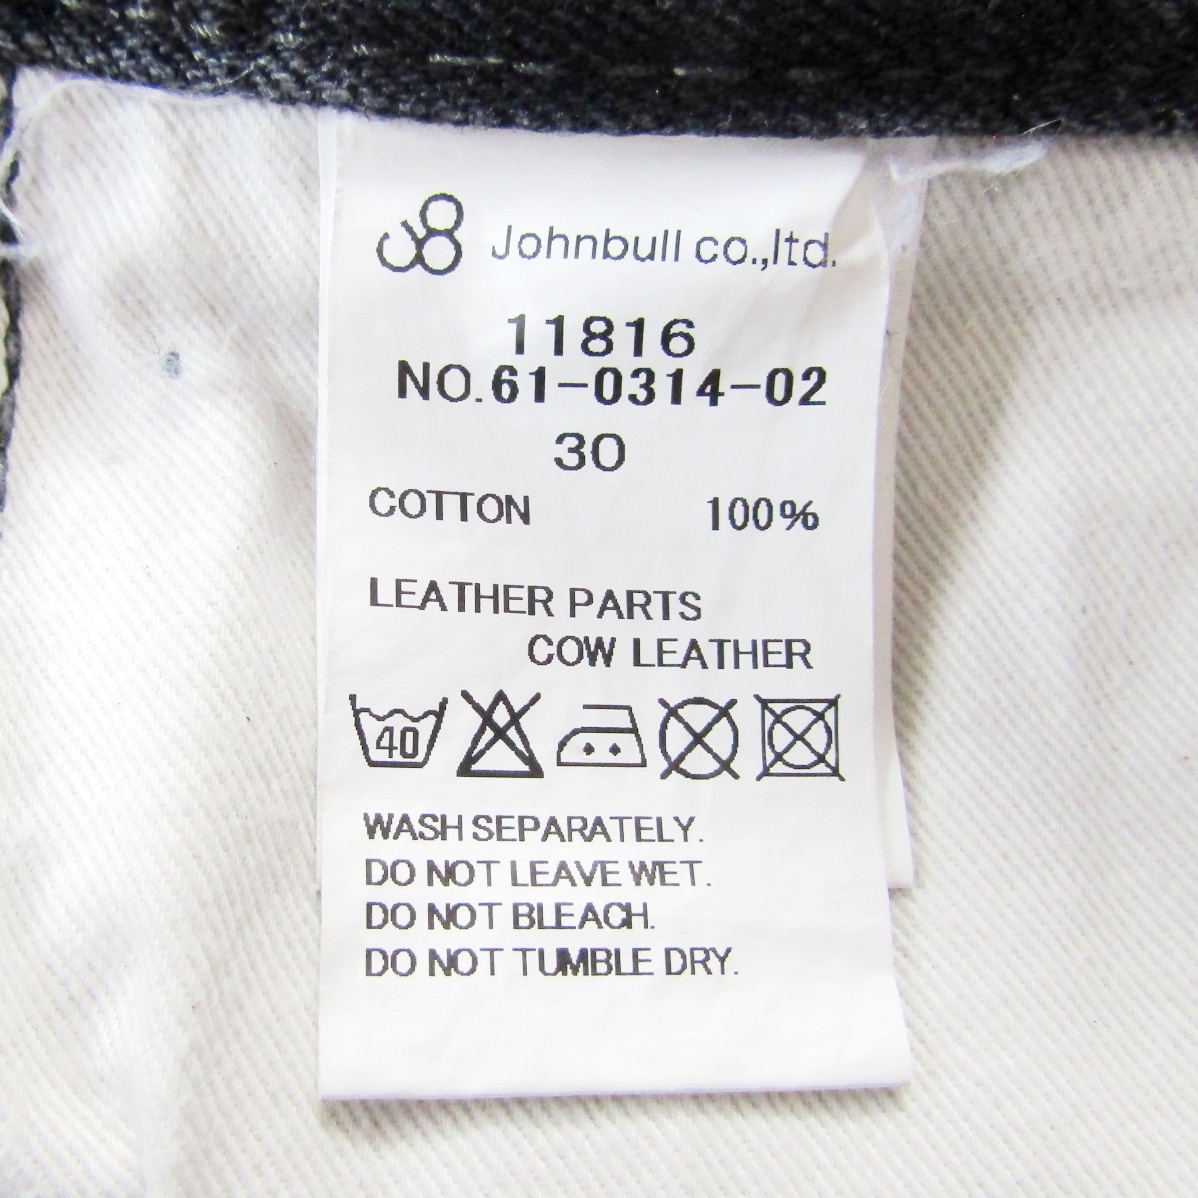 Johnbull co.,ltd.
11816
NO.61-0314-02
30
COTTON 100%
LEATHER PARTS
COW LEATHER
40
WASH SEPARATELY.
DO NOT LEAVE WET.
DO NOT BLEACH.
DO NOT TUMBLE DRY.